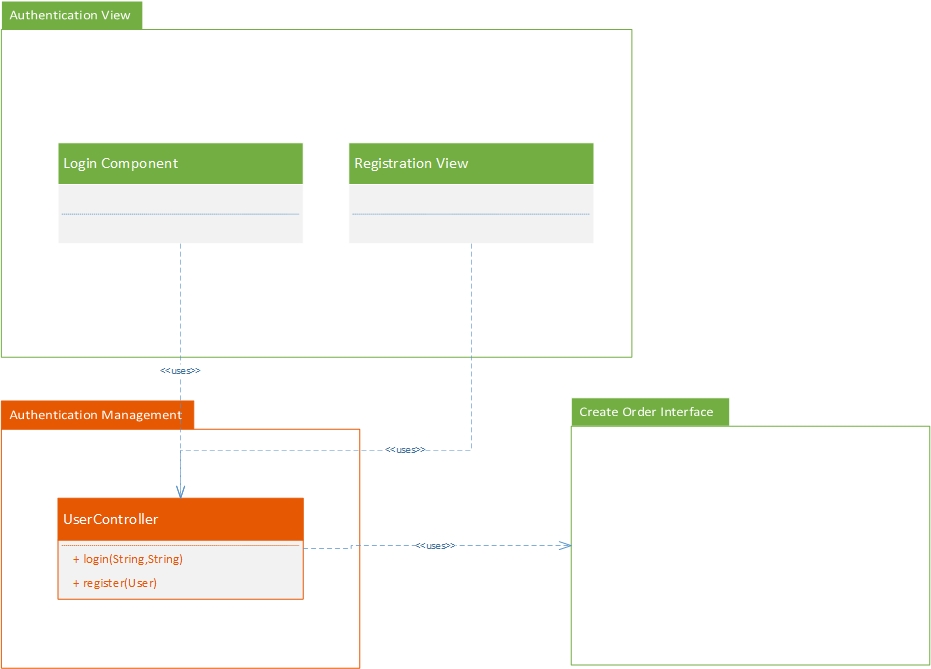 Authentication View
Login Component
Registration View
<<uses>>
Authentication Management
Create Order Interface
<<uses>>
UserController
<<uses>>
+ login(String,String)
+ register(User)